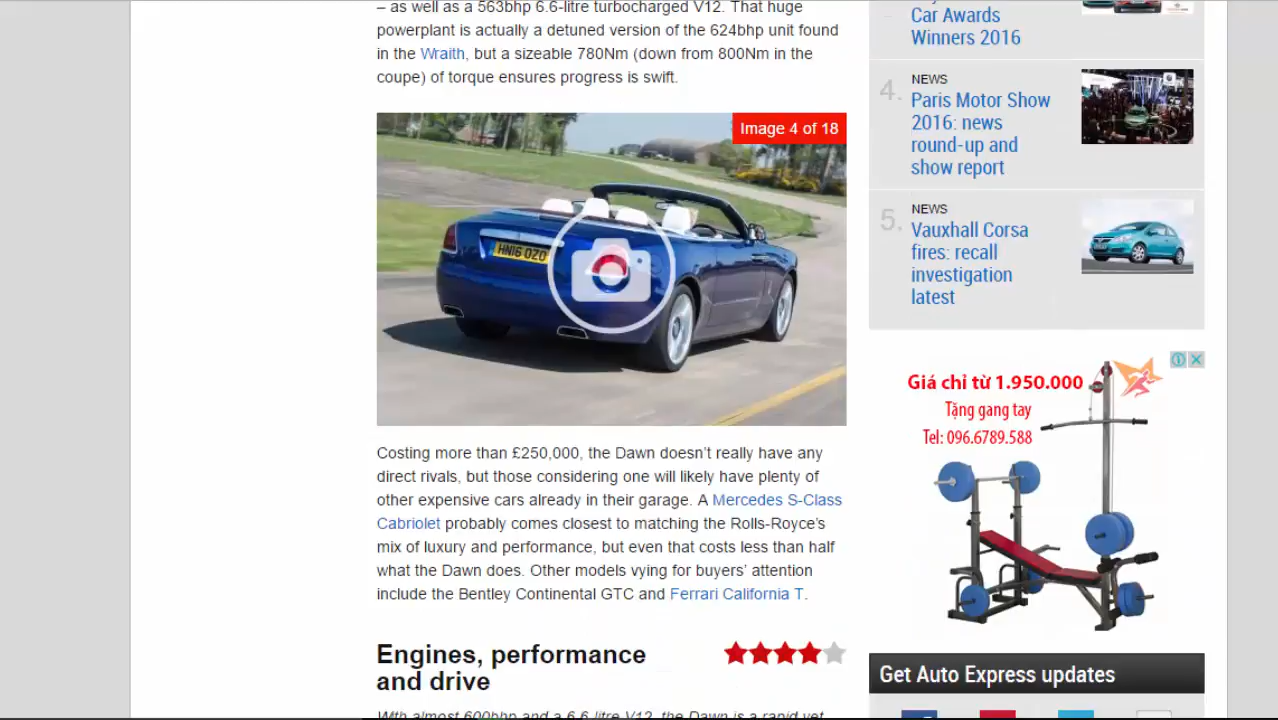 – as well as a 563bhp 6.6-litre turbocharged V12. That huge
powerplant is actually a detuned version of the 624bhp unit found
in the Wraith, but a sizeable 780Nm (down from 800Nm in the
coupe) of torque ensures progress is swift.
Image 4 of 18
HN16 OZO
Costing more than £250,000, the Dawn doesn’t really have any
direct rivals, but those considering one will likely have plenty of
other expensive cars already in their garage. A Mercedes S-Class
Cabriolet probably comes closest to matching the Rolls-Royce’s
mix of luxury and performance, but even that costs less than half
what the Dawn does. Other models vying for buyers’ attention
include the Bentley Continental GTC and Ferrari California T.
Engines, performance
and drive
With almost 600bhp and a 6.6-litre V12, the Dawn is a rapid yet
Car Awards
Winners 2016
4.
NEWS
Paris Motor Show
2016: news
round-up and
show report
5.
NEWS
Vauxhall Corsa
fires: recall
investigation
latest
Giá chỉ từ 1.950.000
Tặng gang tay
Tel: 096.6789.588
Get Auto Express updates